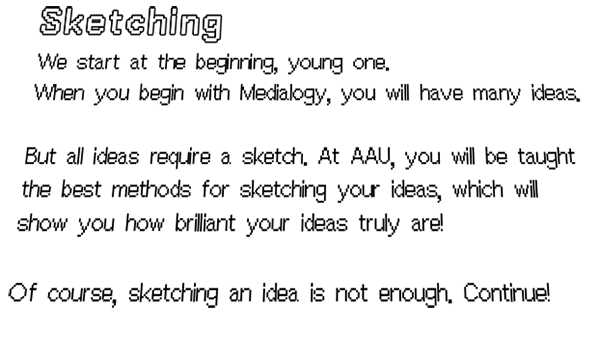 Sketching
We start at the beginning, young one.
When you begin with Medialogy, you will have many ideas.
But all ideas require a sketch. At AAU, you will be taught
the best methods for sketching your ideas, which will
show you how brilliant your ideas truly are!
Of course, sketching an idea is not enough. Continue!